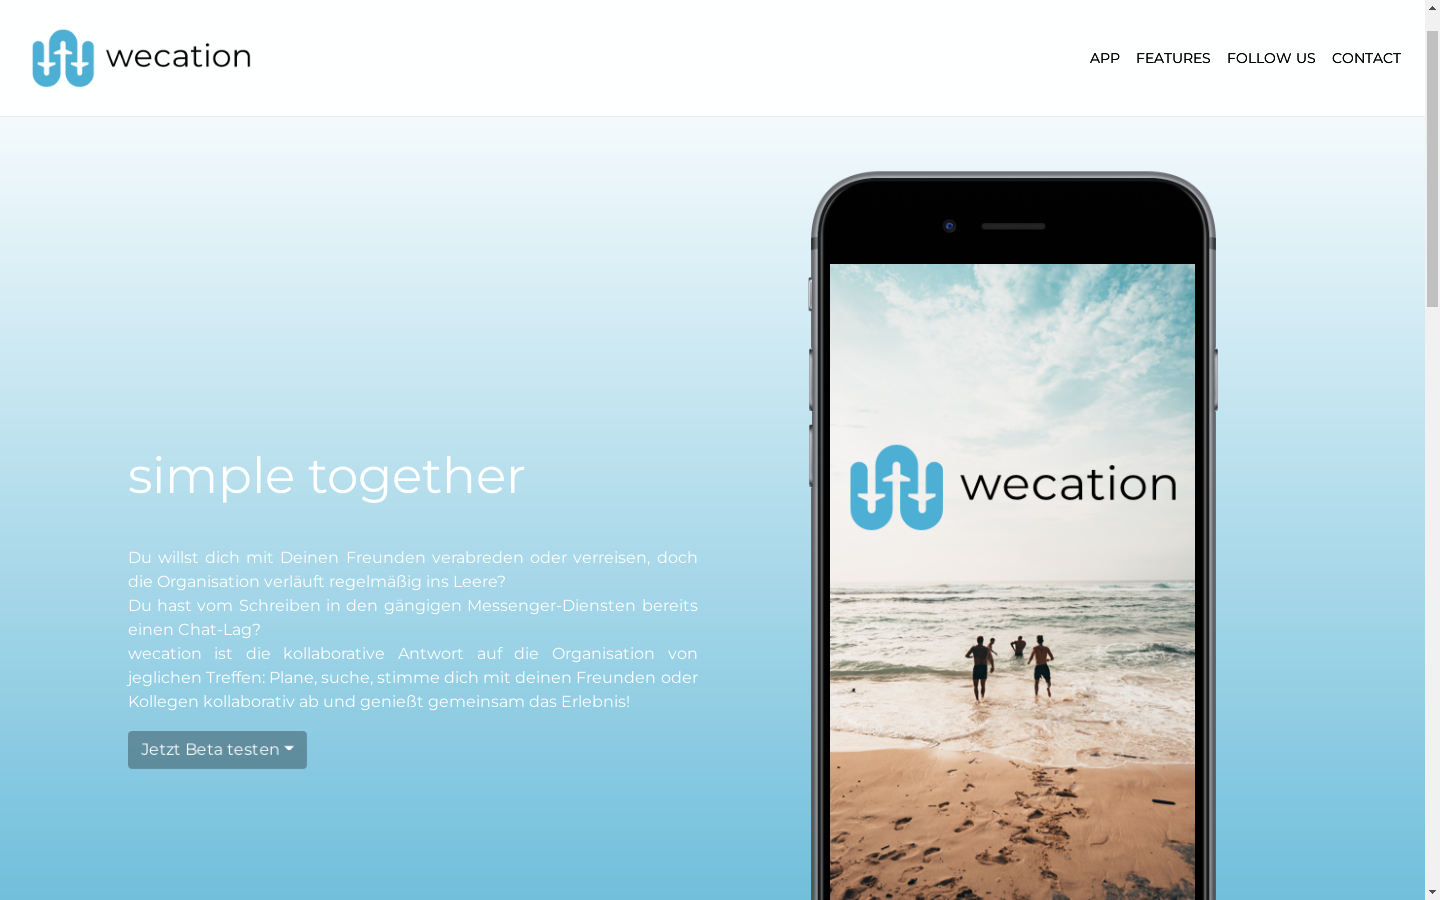 wecation
APP FEATURES FOLLOW US CONTACT
simple together
Du willst dich mit Deinen Freunden verabreden oder verreisen, doch
die Organisation verläuft regelmäßig ins Leere?
Du hast vom Schreiben in den gängigen Messenger-Diensten bereits
einen Chat-Lag?
wecation ist die kollaborative Antwort auf die Organisation von
jeglichen Treffen: Plane, suche, stimme dich mit deinen Freunden oder
Kollegen kollaborativ ab und genießt gemeinsam das Erlebnis!
Jetzt Beta testen
wecation